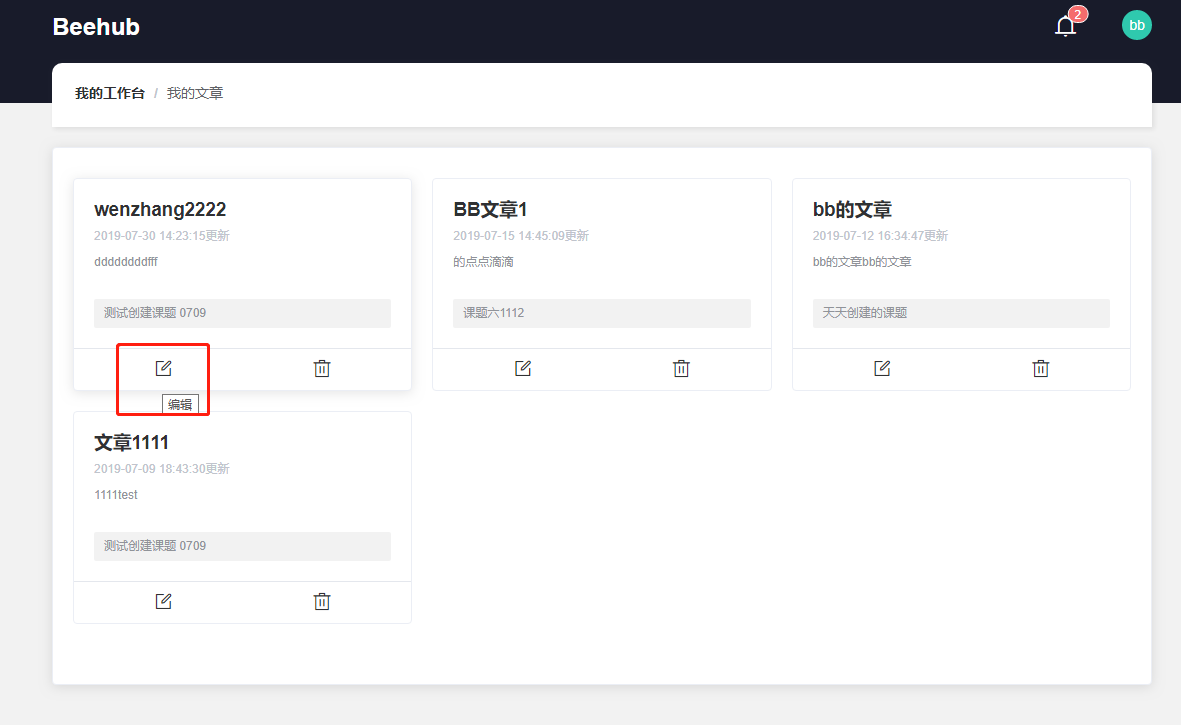 Beehub
2
bb
我的工作台 / 我的文章
wenzhang2222
2019-07-30 14:23:15更新
ddddddddfff
测试创建课题 0709
编辑
BB文章1
2019-07-15 14:45:09更新
的点点滴滴
课题六1112
bb的文章
2019-07-12 16:34:47更新
bb的文章bb的文章
天天创建的课题
文章1111
2019-07-09 18:43:30更新
1111test
测试创建课题 0709